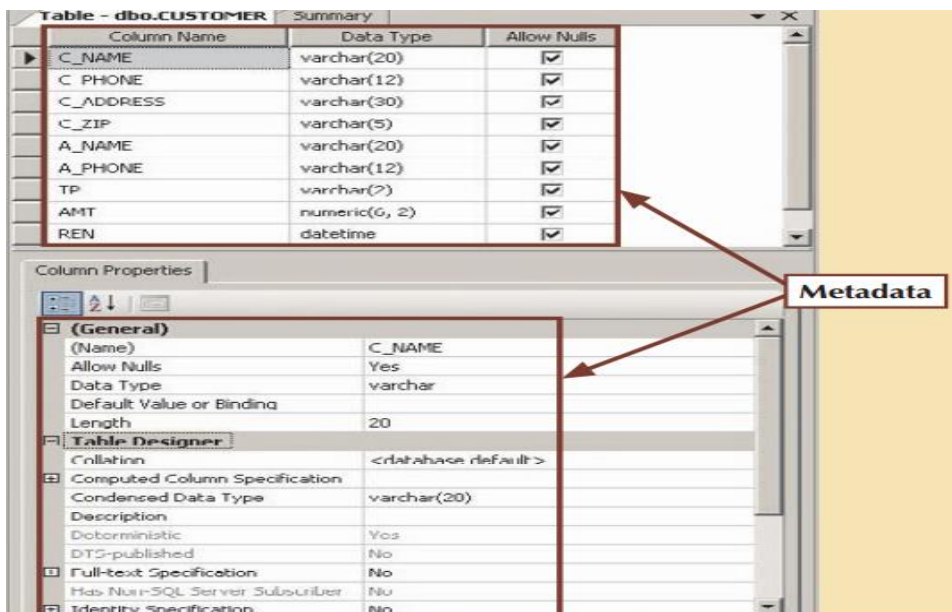 Table - dbo.CUSTOMER Summary
Column Name Data Type Allow Nulls
C_NAME varchar(20)
C_PHONE varchar(12)
C_ADDRESS varchar(30)
C_ZIP varchar(5)
A_NAME varchar(20)
A_PHONE varchar(12)
TP varchar(2)
AMT numeric(6, 2)
REN datetime
Metadata
Column Properties
(General)
(Name) C_NAME
Allow Nulls Yes
Data Type varchar
Default Value or Binding
Length 20
Table Designer
Collation <database default>
Computed Column Specification
Condensed Data Type varchar(20)
Description
Deterministic Yes
DTS-published No
Full-text Specification No
Has Non-SQL Server Subscriber No
Identity Specification No